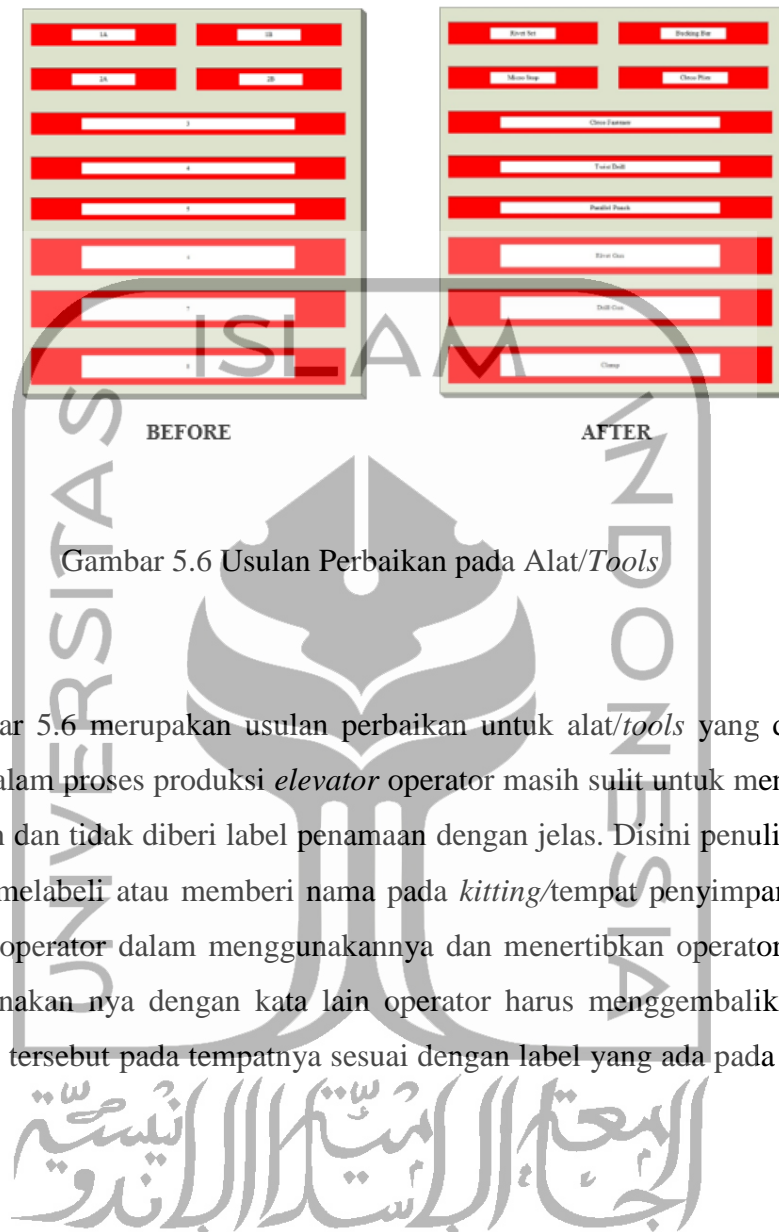 1A 1B
2A 2B
3
4
5
6
7
8
Rivet Set Bucking Bar
Micro Stop Cleco Plier
Cleco Fastener
Twist Drill
Parallel Punch
Rivet Gun
Drill Gun
Clamp
BEFORE AFTER
UNIVERSITAS ISLAM INDONESIA
Gambar 5.6 Usulan Perbaikan pada Alat/Tools
ar 5.6 merupakan usulan perbaikan untuk alat/tools yang
alam proses produksi elevator operator masih sulit untuk
n dan tidak diberi label penamaan dengan jelas. Disini penuli
melabeli atau memberi nama pada kitting/tempat penyimpan
operator dalam menggunakannya dan menertibkan operator
nakan nya dengan kata lain operator harus menggembalik
tersebut pada tempatnya sesuai dengan label yang ada pada